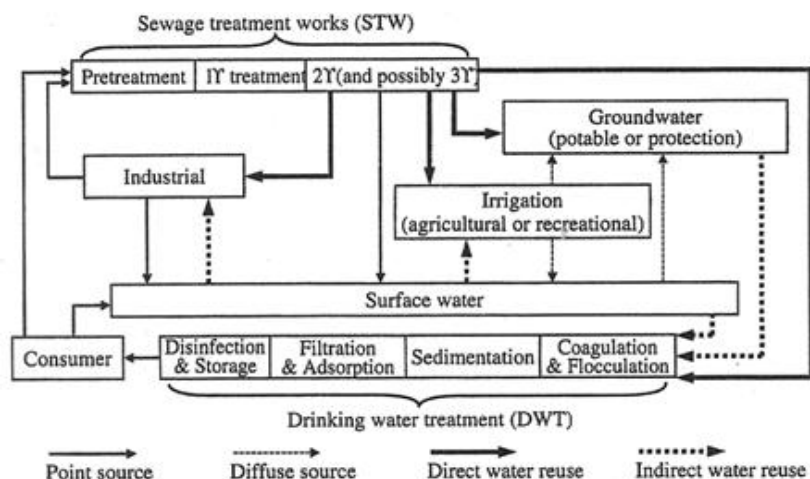 Sewage treatment works (STW)
Pretreatment
1ϒ treatment
2ϒ(and possibly 3ϒ)
Groundwater
(potable or protection)
Industrial
Irrigation
(agricultural or recreational)
Surface water
Consumer
Disinfection
& Storage
Filtration
& Adsorption
Sedimentation
Coagulation
& Flocculation
Drinking water treatment (DWT)
Point source
Diffuse source
Direct water reuse
Indirect water reuse